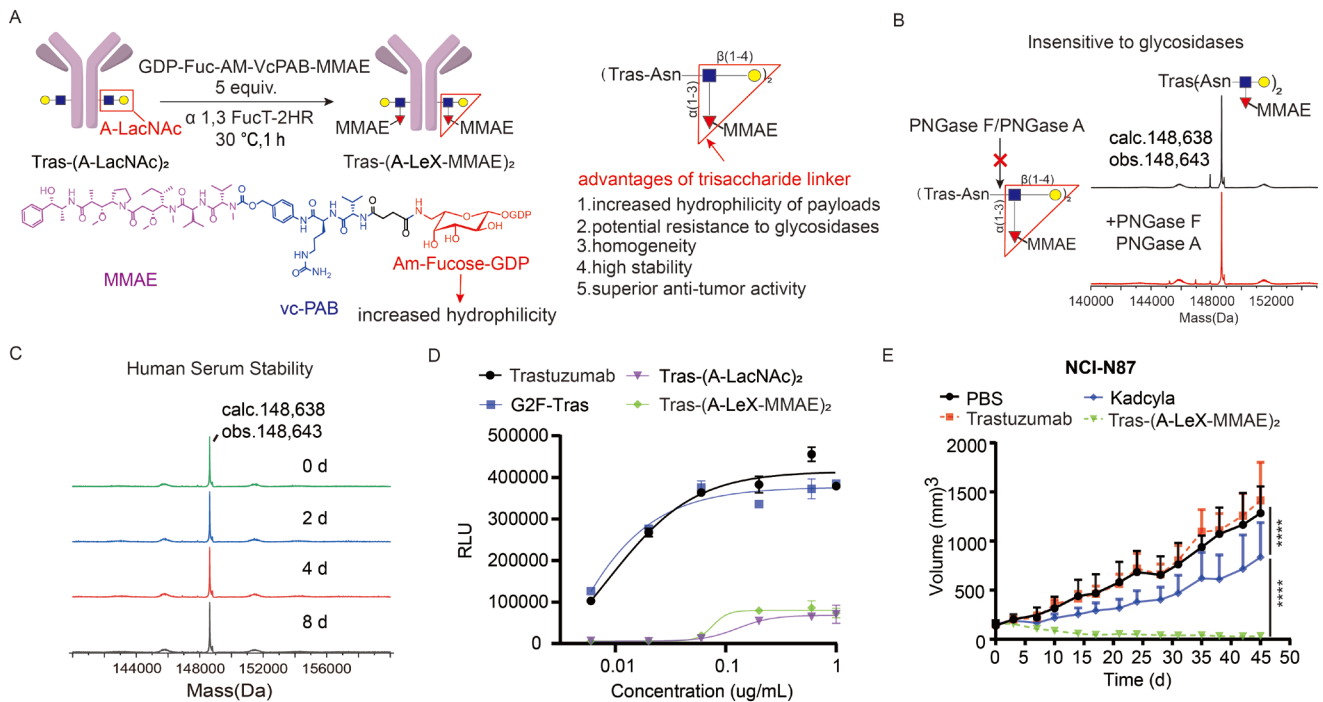 A
GDP-Fuc-AM-VcPAB-MMAE
5 equiv.
α 1,3 FucT-2HR
30 ℃,1 h
A-LacNAc
MMAE
MMAE
Tras-(A-LacNAc)₂
Tras-(A-LeX-MMAE)₂
MMAE
vc-PAB
Am-Fucose-GDP
increased hydrophilicity
OH
H
N
O
O
N
O
O
N
O
H
N
O
N
O
O
N
H
O
H
N
O
N
H
O
O
HN
O
O
OGDP
OH
HO
OH
HN
O
NH₂
β(1-4)
(Tras-Asn
)₂
α(1-3)
MMAE
advantages of trisaccharide linker
1.increased hydrophilicity of payloads
2.potential resistance to glycosidases
3.homogeneity
4.high stability
5.superior anti-tumor activity
B
Insensitive to glycosidases
Tras(Asn
)₂
MMAE
PNGase F/PNGase A
calc.148,638
obs.148,643
β(1-4)
(Tras-Asn
)₂
α(1-3)
MMAE
+PNGase F
PNGase A
140000 144000 148000 152000
Mass(Da)
C
Human Serum Stability
calc.148,638
obs.148,643
0 d
2 d
4 d
8 d
144000 148000 152000 156000
Mass(Da)
D
Trastuzumab
Tras-(A-LacNAc)₂
G2F-Tras
Tras-(A-LeX-MMAE)₂
500000
400000
300000
200000
100000
0
RLU
0.01 0.1 1
Concentration (ug/mL)
E
NCI-N87
PBS
Kadcyla
Trastuzumab
Tras-(A-LeX-MMAE)₂
2000
1500
1000
500
0
Volume (mm)³
****
****
0 5 10 15 20 25 30 35 40 45 50
Time (d)